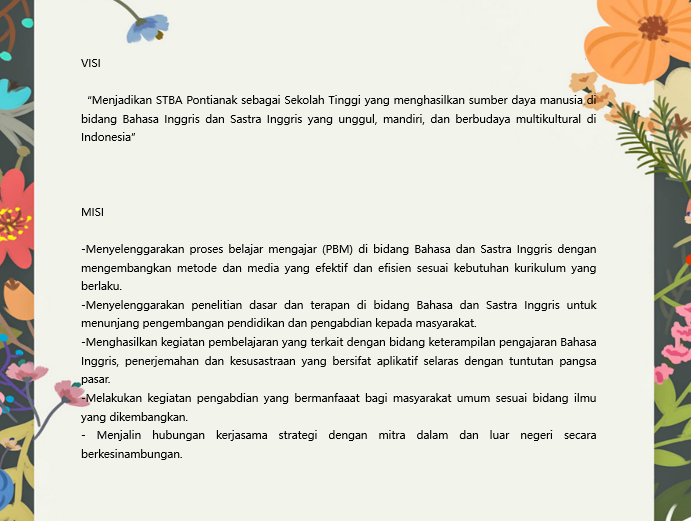 VISI
“Menjadikan STBA Pontianak sebagai Sekolah Tinggi yang menghasilkan sumber daya manusia di
bidang Bahasa Inggris dan Sastra Inggris yang unggul, mandiri, dan berbudaya multikultural di
Indonesia”
MISI
-Menyelenggarakan proses belajar mengajar (PBM) di bidang Bahasa dan Sastra Inggris dengan
mengembangkan metode dan media yang efektif dan efisien sesuai kebutuhan kurikulum yang
berlaku.
-Menyelenggarakan penelitian dasar dan terapan di bidang Bahasa dan Sastra Inggris untuk
menunjang pengembangan pendidikan dan pengabdian kepada masyarakat.
-Menghasilkan kegiatan pembelajaran yang terkait dengan bidang keterampilan pengajaran Bahasa
Inggris, penerjemahan dan kesusastraan yang bersifat aplikatif selaras dengan tuntutan pangsa
pasar.
-Melakukan kegiatan pengabdian yang bermanfaaat bagi masyarakat umum sesuai bidang ilmu
yang dikembangkan.
- Menjalin hubungan kerjasama strategi dengan mitra dalam dan luar negeri secara
berkesinambungan.